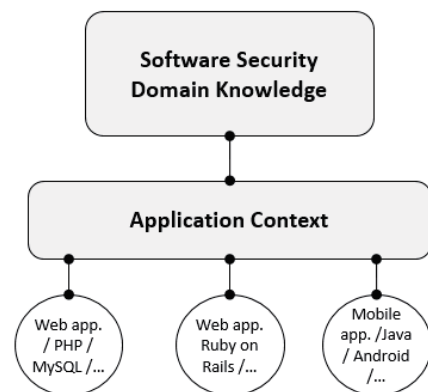 Software Security
Domain Knowledge
Application Context
Web app.
/ PHP /
MySQL /...
Web app.
Ruby on
Rails /...
Mobile
app. /Java
/ Android
/...